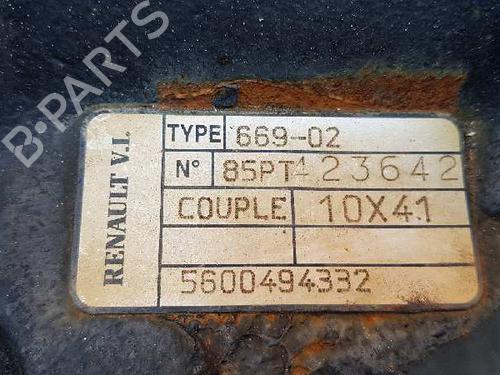 B-PARTS
RENAULT V.I.
TYPE 669-02
N° 85PT423642
COUPLE 10X41
5600494332